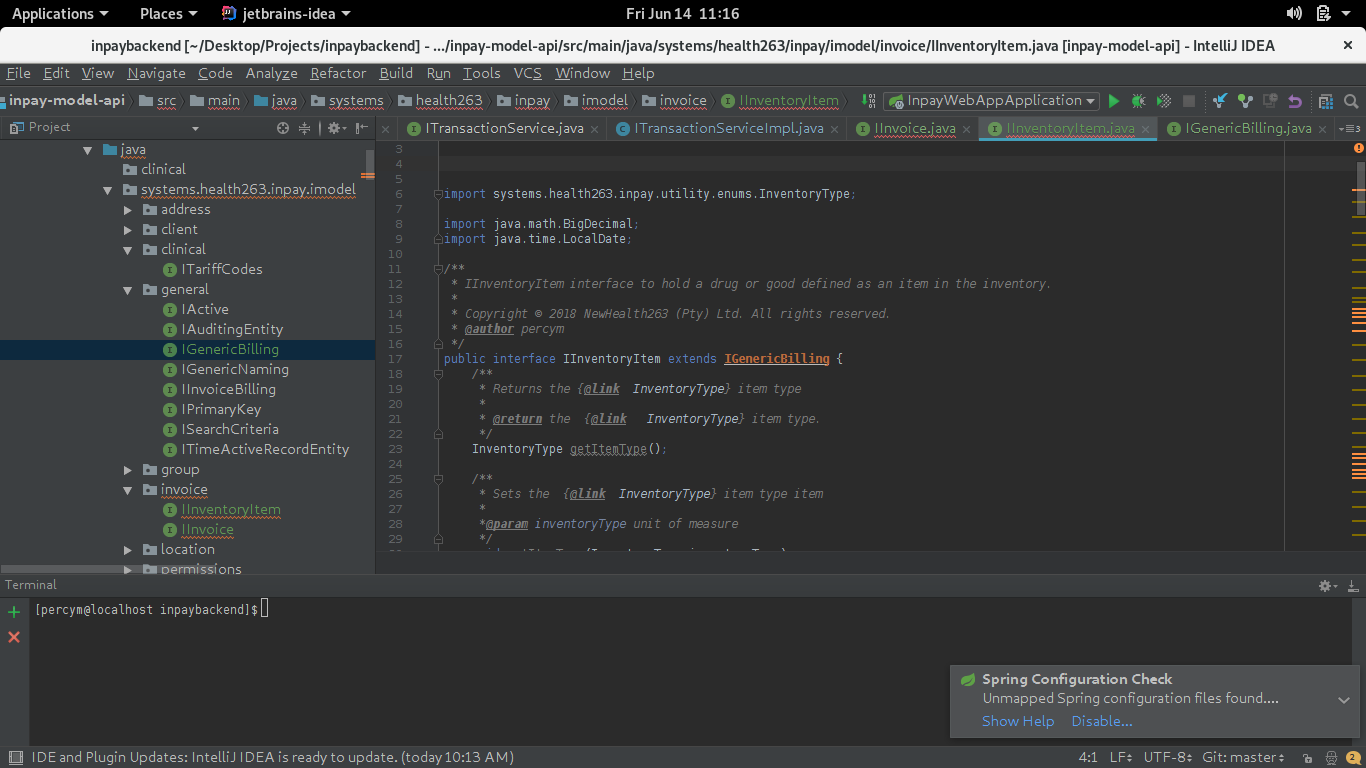 Applications Places jetbrains-idea Fri Jun 14 11:16
inpaybackend [~/Desktop/Projects/inpaybackend] - .../inpay-model-api/src/main/java/systems/health263/inpay/imodel/invoice/IInventoryItem.java [inpay-model-api] - IntelliJ IDEA
File Edit View Navigate Code Analyze Refactor Build Run Tools VCS Window Help
inpay-model-api src main java systems health263 inpay imodel invoice IInventoryItem InpayWebAppApplication
Project
ITransactionService.java ITransactionServiceImpl.java IInvoice.java IInventoryItem.java IGenericBilling.java
java
clinical
systems.health263.inpay.imodel
address
client
clinical
ITariffCodes
general
IActive
IAuditingEntity
IGenericBilling
IGenericNaming
IInvoiceBilling
IPrimaryKey
ISearchCriteria
ITimeActiveRecordEntity
group
invoice
IInventoryItem
IInvoice
location
permissions
3
4
5
6 import systems.health263.inpay.utility.enums.InventoryType;
7
8 import java.math.BigDecimal;
9 import java.time.LocalDate;
10
11 /**
12 * IInventoryItem interface to hold a drug or good defined as an item in the inventory.
13 *
14 * Copyright © 2018 NewHealth263 (Pty) Ltd. All rights reserved.
15 * @author percym
16 */
17 public interface IInventoryItem extends IGenericBilling {
18 /**
19 * Returns the {@link InventoryType} item type
20 *
21 * @return the {@link InventoryType} item type.
22 */
23 InventoryType getItemType();
24
25 /**
26 * Sets the {@link InventoryType} item type item
27 *
28 *@param inventoryType unit of measure
29 */
Terminal
[percym@localhost inpaybackend]$
Spring Configuration Check
Unmapped Spring configuration files found....
Show Help Disable...
IDE and Plugin Updates: IntelliJ IDEA is ready to update. (today 10:13 AM) 4:1 LF UTF-8 Git: master 2